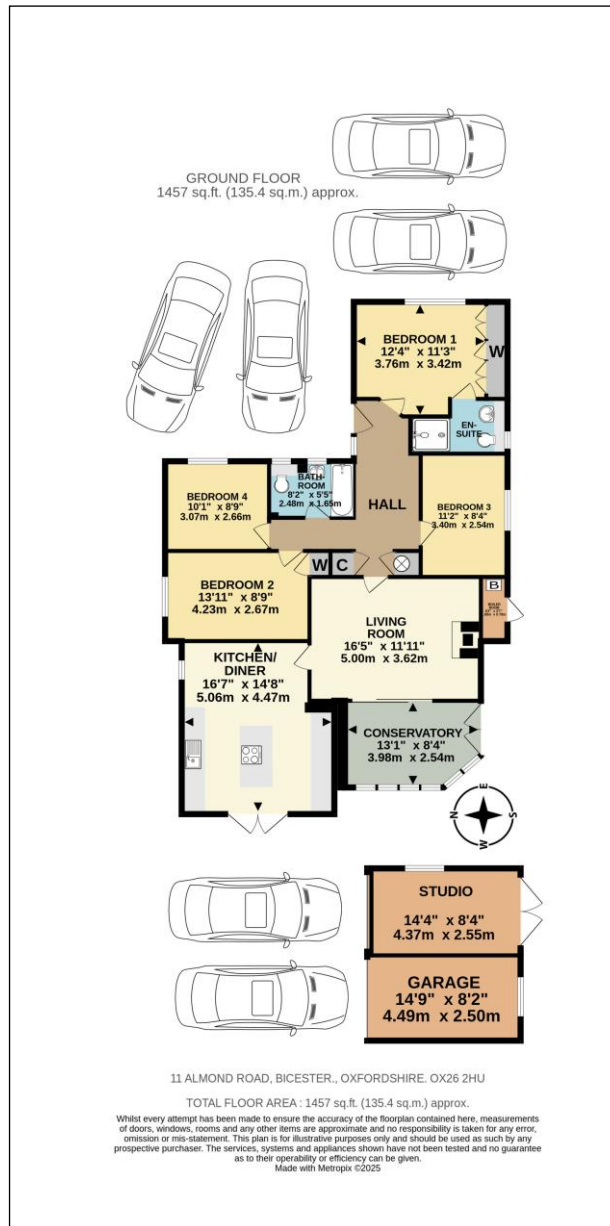 GROUND FLOOR
1457 sq.ft. (135.4 sq.m.) approx.
BEDROOM 1
12'4" x 11'3"
3.76m x 3.42m
W
EN-
SUITE
BATH
ROOM
8'2" x 5'5"
2.48m x 1.65m
BEDROOM 4
10'1" x 8'9"
3.07m x 2.66m
HALL
BEDROOM 3
11'2" x 8'4"
3.40m x 2.54m
BEDROOM 2
13'11" x 8'9"
4.23m x 2.67m
W
C
B
LIVING
ROOM
16'5" x 11'11"
5.00m x 3.62m
KITCHEN/
DINER
16'7" x 14'8"
5.06m x 4.47m
CONSERVATORY
13'1" x 8'4"
3.98m x 2.54m
N
E
S
W
STUDIO
14'4" x 8'4"
4.37m x 2.55m
GARAGE
14'9" x 8'2"
4.49m x 2.50m
11 ALMOND ROAD, BICESTER., OXFORDSHIRE. OX26 2HU
TOTAL FLOOR AREA : 1457 sq.ft. (135.4 sq.m.) approx.
Whilst every attempt has been made to ensure the accuracy of the floorplan contained here, measurements
of doors, windows, rooms and any other items are approximate and no responsibility is taken for any error,
omission or mis-statement. This plan is for illustrative purposes only and should be used as such by any
prospective purchaser. The services, systems and appliances shown have not been tested and no guarantee
as to their operability or efficiency can be given.
Made with Metropix ©2025